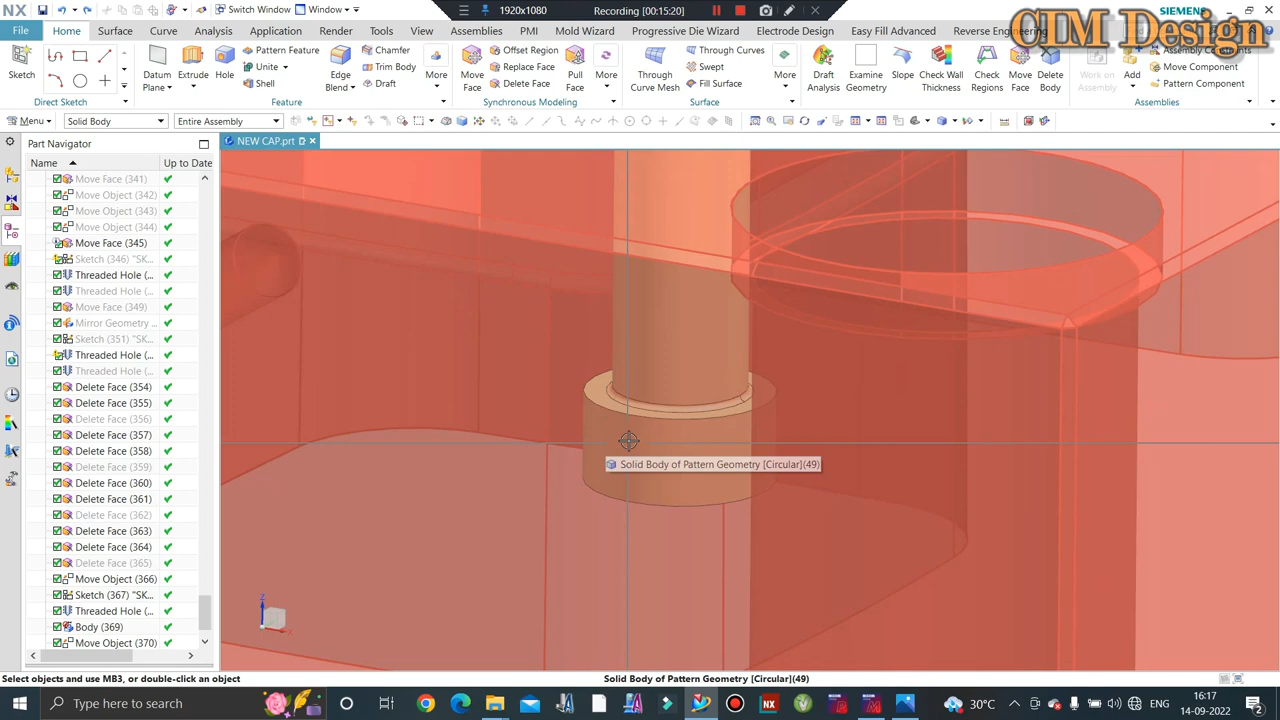 NX
Switch Window
Window
1920x1080
Recording [00:15:20]
SIEMENS
CIM Design
File
Home
Surface
Curve
Analysis
Application
Render
Tools
View
Assemblies
PMI
Mold Wizard
Progressive Die Wizard
Electrode Design
Easy Fill Advanced
Reverse Engineering
Sketch
Datum Plane
Extrude
Hole
Pattern Feature
Unite
Shell
Edge Blend
Chamfer
Trim Body
Draft
More
Move Face
Offset Region
Replace Face
Delete Face
Pull Face
More
Through Curve Mesh
Through Curves
Swept
Fill Surface
More
Draft Analysis
Examine Geometry
Slope
Check Wall Thickness
Check Regions
Move Face
Delete Body
Work on Assembly
Add
Assembly Constraints
Move Component
Pattern Component
Direct Sketch
Feature
Synchronous Modeling
Surface
Assemblies
Menu
Solid Body
Entire Assembly
Part Navigator
NEW CAP.prt
Name
Up to Date
Move Face (341)
Move Object (342)
Move Object (343)
Move Object (344)
Move Face (345)
Sketch (346) "SK...
Threaded Hole (...
Threaded Hole (...
Move Face (349)
Mirror Geometry ...
Sketch (351) "SK...
Threaded Hole (...
Threaded Hole (...
Delete Face (354)
Delete Face (355)
Delete Face (356)
Delete Face (357)
Delete Face (358)
Delete Face (359)
Delete Face (360)
Delete Face (361)
Delete Face (362)
Delete Face (363)
Delete Face (364)
Delete Face (365)
Move Object (366)
Sketch (367) "SK...
Threaded Hole (...
Body (369)
Move Object (370)
Solid Body of Pattern Geometry [Circular](49)
Z
X
Select objects and use MB3, or double-click an object
Solid Body of Pattern Geometry [Circular](49)
Type here to search
30°C
ENG
16:17
14-09-2022
2